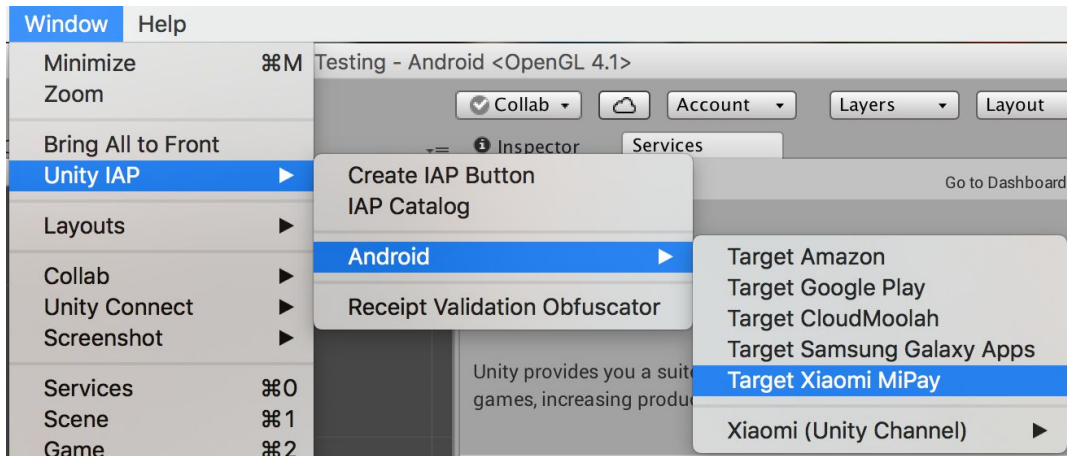 Window Help
Minimize ⌘M
Zoom
Bring All to Front
Unity IAP
Layouts
Collab
Unity Connect
Screenshot
Services ⌘0
Scene ⌘1
Game ⌘2
Testing - Android <OpenGL 4.1>
Collab Account Layers Layout
Inspector Services
Go to Dashboard
Create IAP Button
IAP Catalog
Android
Receipt Validation Obfuscator
Target Amazon
Target Google Play
Target CloudMoolah
Target Samsung Galaxy Apps
Target Xiaomi MiPay
Xiaomi (Unity Channel)
Unity provides you a
games, increasing